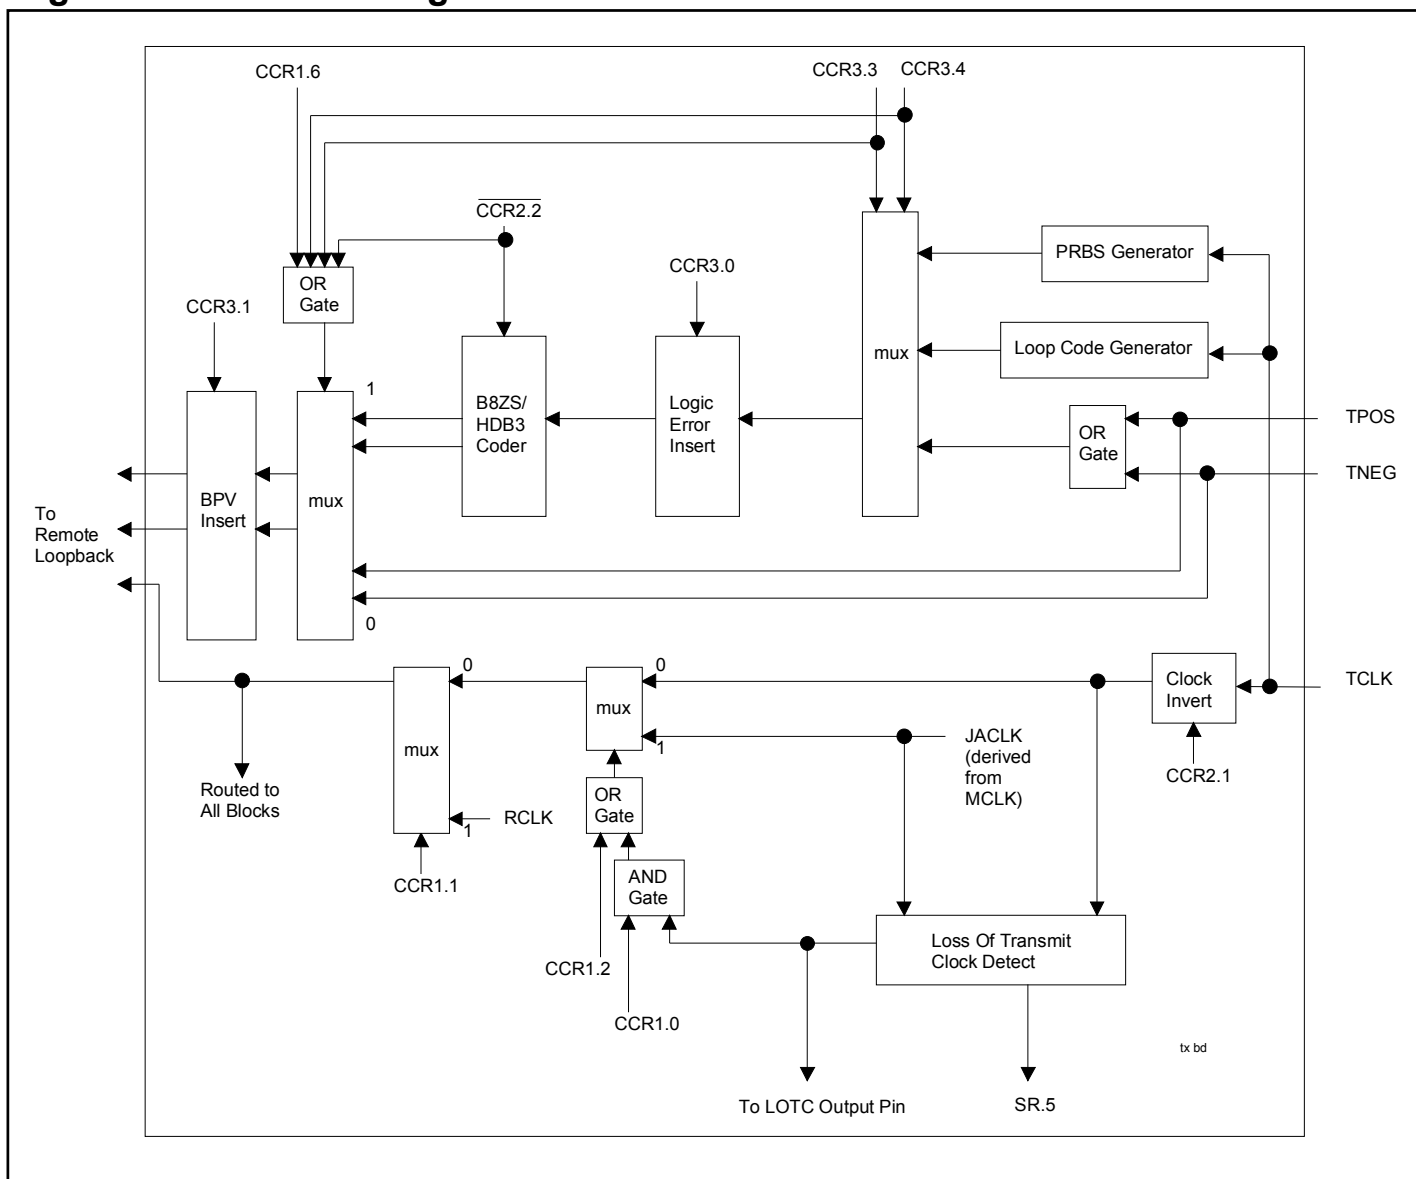 CCR1.6
CCR3.3
CCR3.4
CCR2.2
OR
Gate
CCR3.0
PRBS Generator
CCR3.1
mux
Loop Code Generator
1
B8ZS/
HDB3
Coder
Logic
Error
Insert
OR
Gate
TPOS
TNEG
BPV
Insert
mux
To
Remote
Loopback
0
0
0
Clock
Invert
TCLK
mux
mux
1
JACLK
(derived
from
MCLK)
CCR2.1
Routed to
All Blocks
OR
Gate
RCLK
1
CCR1.1
AND
Gate
Loss Of Transmit
Clock Detect
CCR1.2
CCR1.0
tx bd
To LOTC Output Pin
SR.5